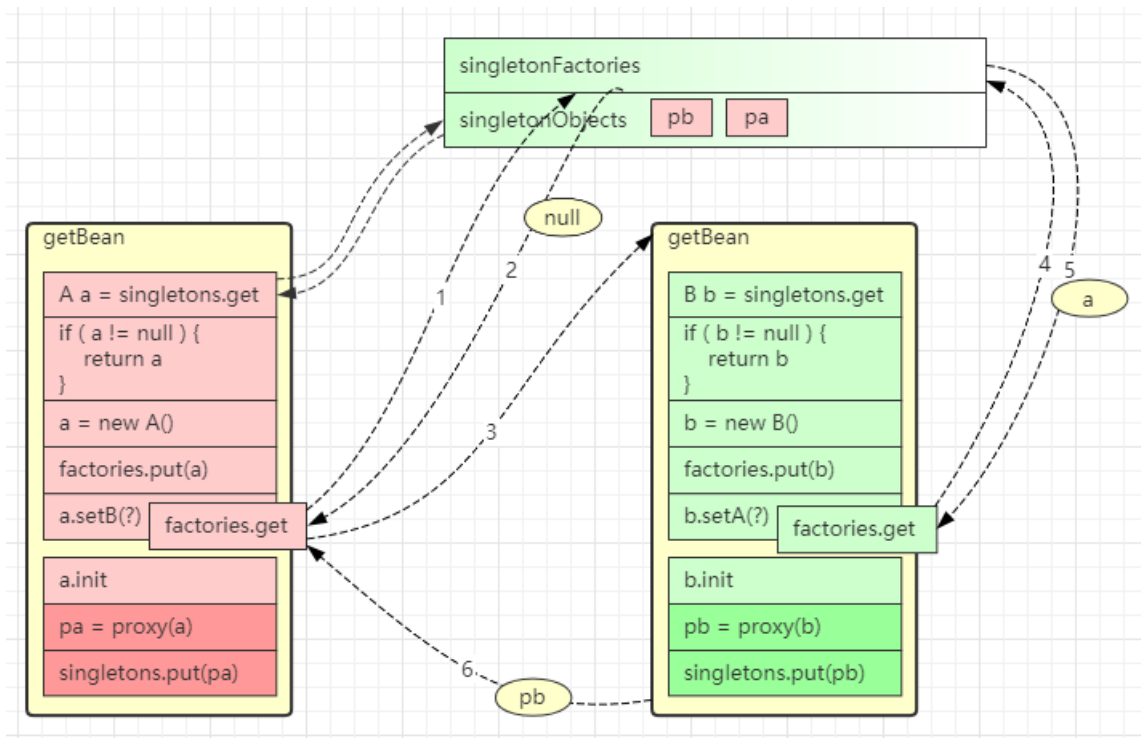 singletonFactories
singletonObjects
pb
pa
null
getBean
A a = singletons.get
if ( a != null ) {
return a
}
a = new A()
factories.put(a)
a.setB(?)
factories.get
a.init
pa = proxy(a)
singletons.put(pa)
1
2
3
getBean
B b = singletons.get
if ( b != null ) {
return b
}
b = new B()
factories.put(b)
b.setA(?)
factories.get
b.init
pb = proxy(b)
singletons.put(pb)
4
5
a
6
pb